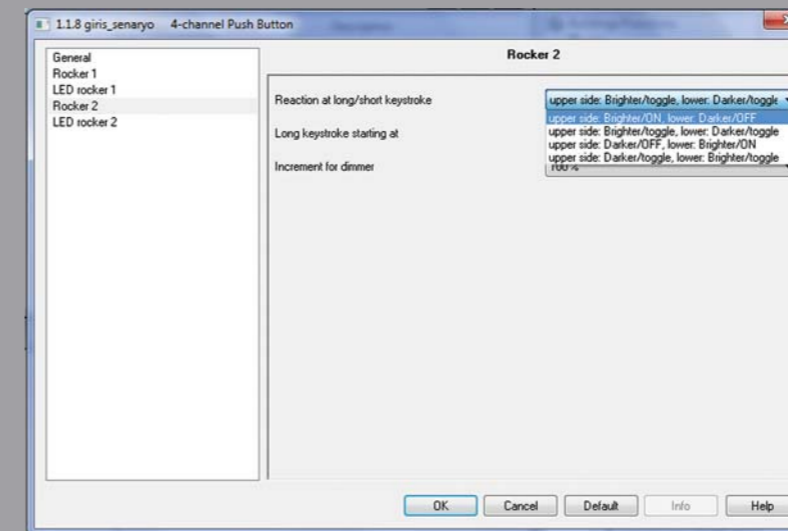 1.1.8 giris_senaryo 4-channel Push Button
General
Rocker 1
LED rocker 1
Rocker 2
LED rocker 2
Rocker 2
Reaction at long/short keystroke
upper side: Brighter/toggle, lower: Darker/toggle
upper side: Brighter/ON, lower: Darker/OFF
upper side: Brighter/toggle, lower: Darker/toggle
upper side: Darker/OFF, lower: Brighter/ON
upper side: Darker/toggle, lower: Brighter/toggle
Long keystroke starting at
Increment for dimmer
100 %
OK Cancel Default Info Help